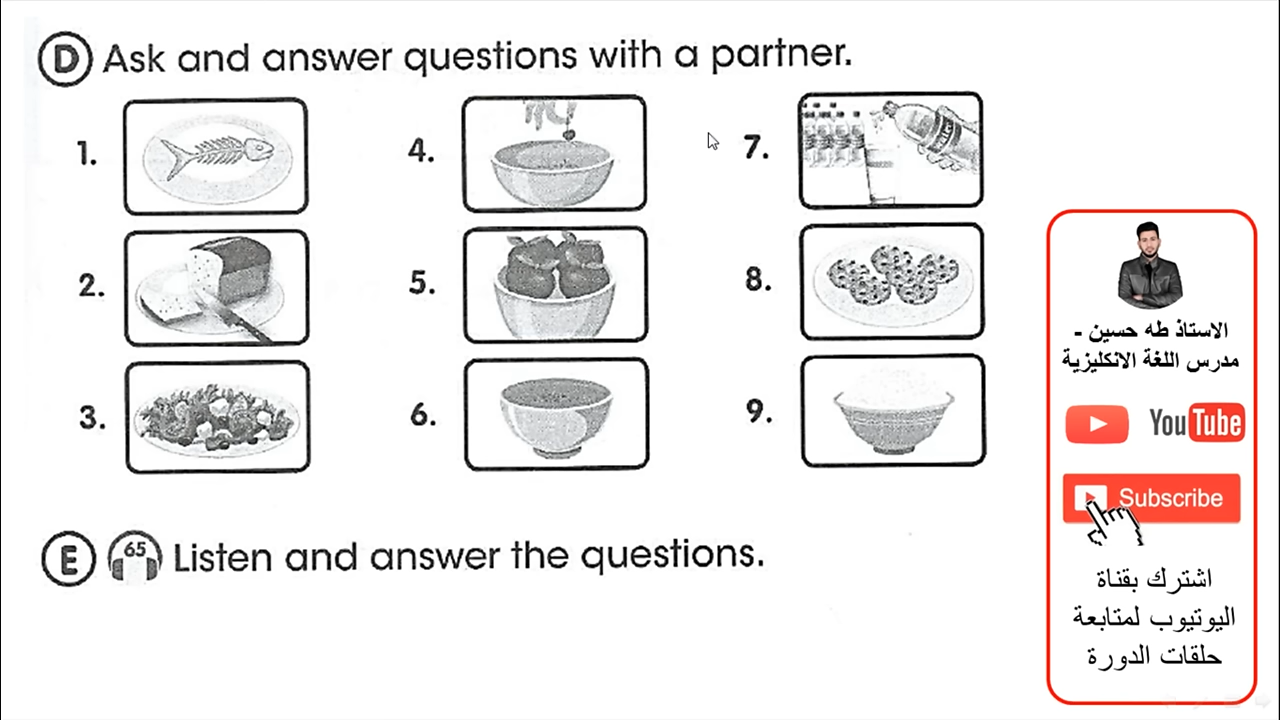 D Ask and answer questions with a partner.
1.
4.
7.
2.
5.
8.
3.
6.
9.
E 65 Listen and answer the questions.
الاستاذ طه حسين -
مدرس اللغة الانكليزية
YouTube
Subscribe
اشترك بقناة
اليوتيوب لمتابعة
حلقات الدورة